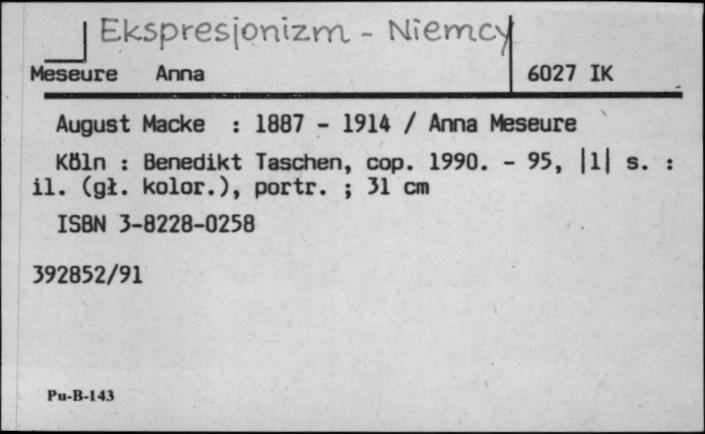 Ekspresjonizm - Niemcy
Meseure Anna 6027 IK
August Macke : 1887 - 1914 / Anna Meseure
Köln : Benedikt Taschen, cop. 1990. - 95, |1| s. :
il. (gł. kolor.), portr. ; 31 cm
ISBN 3-8228-0258
392852/91
Pu-B-143